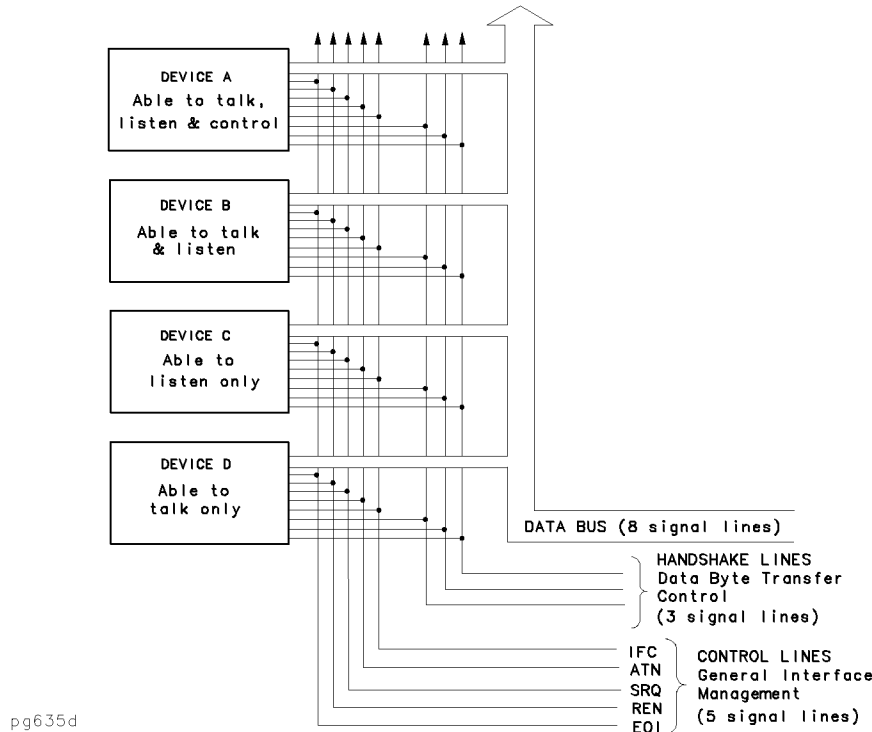 DEVICE A
Able to talk,
listen & control
DEVICE B
Able to talk
& listen
DEVICE C
Able to
listen only
DEVICE D
Able to
talk only
DATA BUS (8 signal lines)
HANDSHAKE LINES
Data Byte Transfer
Control
(3 signal lines)
IFC
ATN
SRQ
REN
EOI
CONTROL LINES
General Interface
Management
(5 signal lines)
pg635d